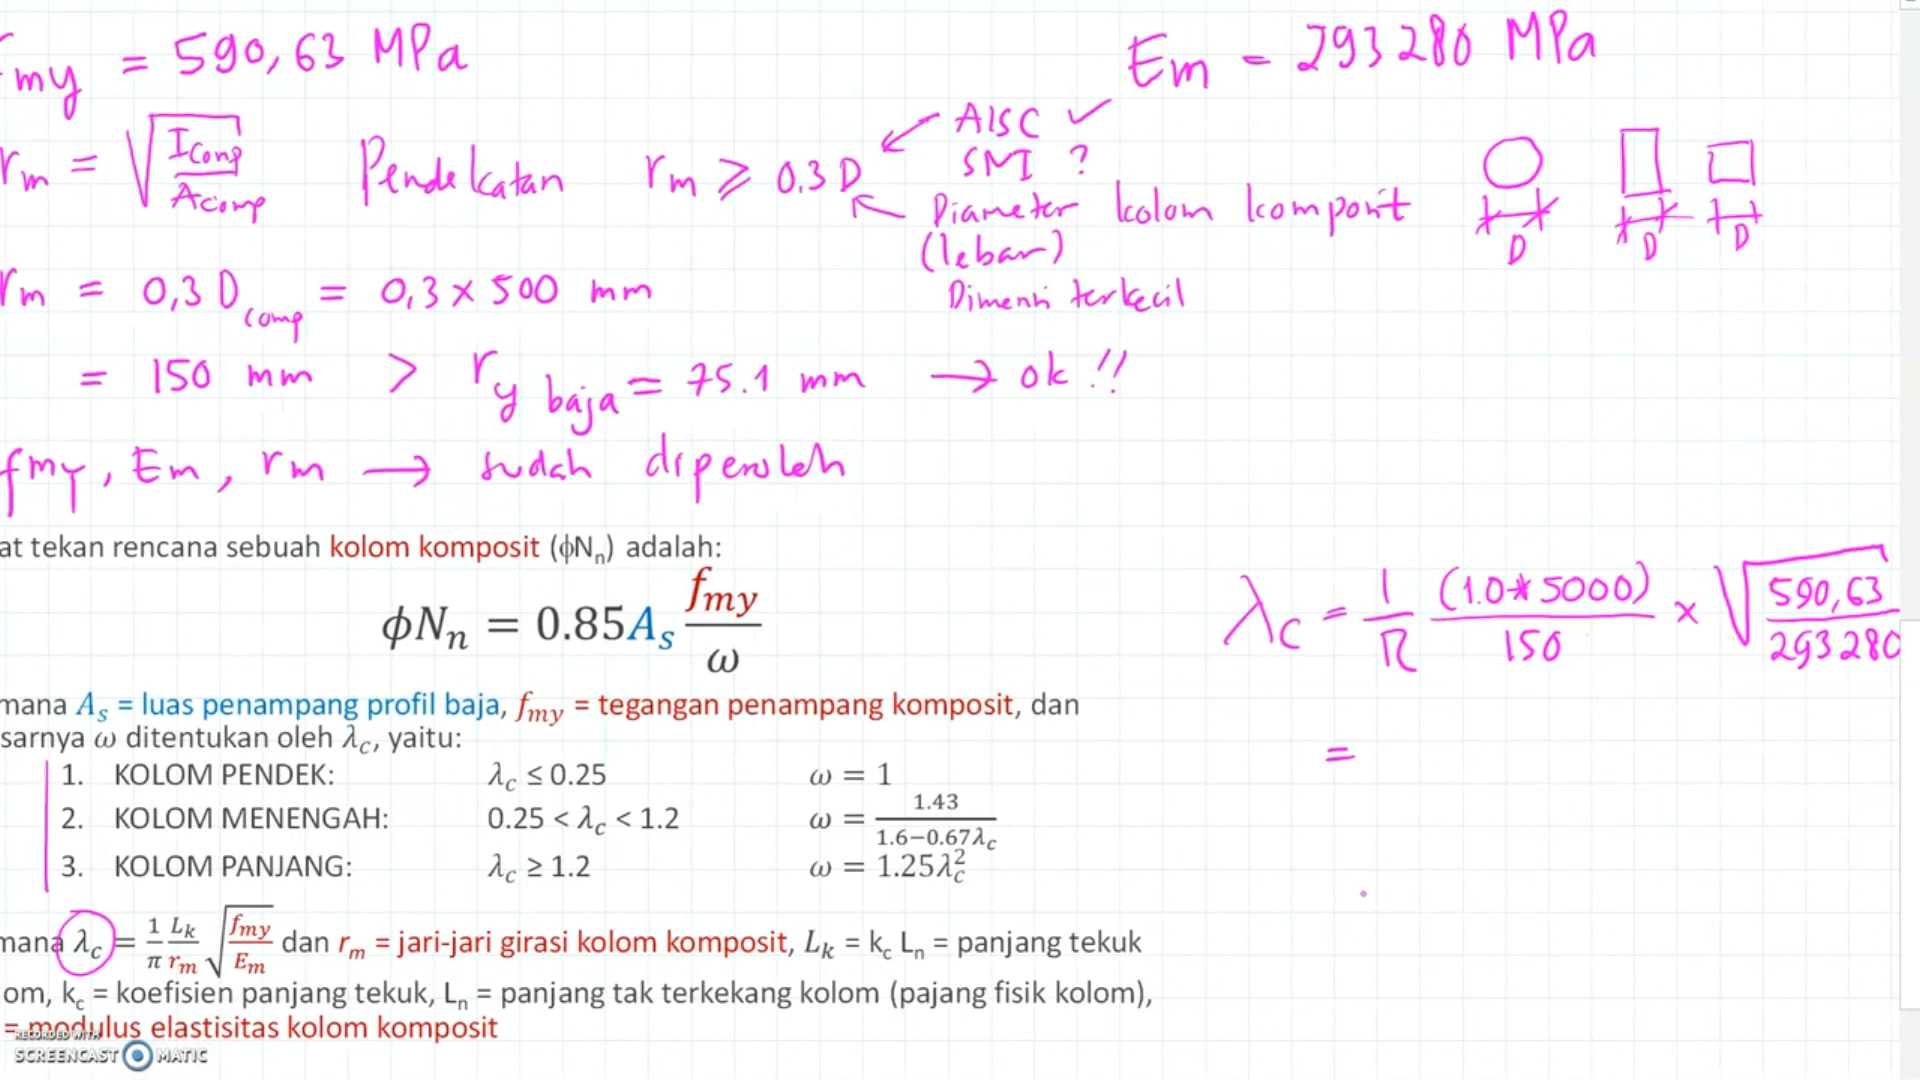 my = 590,63 MPa
Em = 293280 MPa
rm = √ Icomp / Acomp Pendekatan rm ≥ 0.3 D
AISC ✓
SNI ?
Diameter kolom komposit
(lebar)
Dimensi terkecil
D D D
rm = 0,3 D comp = 0,3 × 500 mm
= 150 mm > ry baja = 75.1 mm → ok !!
fmy, Em, rm → sudah diperoleh
at tekan rencana sebuah kolom komposit (ϕNn) adalah:
ϕNn = 0.85As fmy / ω
λc = 1/π (1.0*5000)/150 × √ 590,63 / 293280
=
mana As = luas penampang profil baja, fmy = tegangan penampang komposit, dan
sarnya ω ditentukan oleh λc, yaitu:
1. KOLOM PENDEK: λc ≤ 0.25 ω = 1
2. KOLOM MENENGAH: 0.25 < λc < 1.2 ω = 1.43 / 1.6−0.67λc
3. KOLOM PANJANG: λc ≥ 1.2 ω = 1.25λc²
mana λc = 1/π Lk/rm √ fmy/Em dan rm = jari-jari girasi kolom komposit, Lk = kc Ln = panjang tekuk
om, kc = koefisien panjang tekuk, Ln = panjang tak terkekang kolom (pajang fisik kolom),
= modulus elastisitas kolom komposit
RECORDED WITH
SCREENCAST MATIC